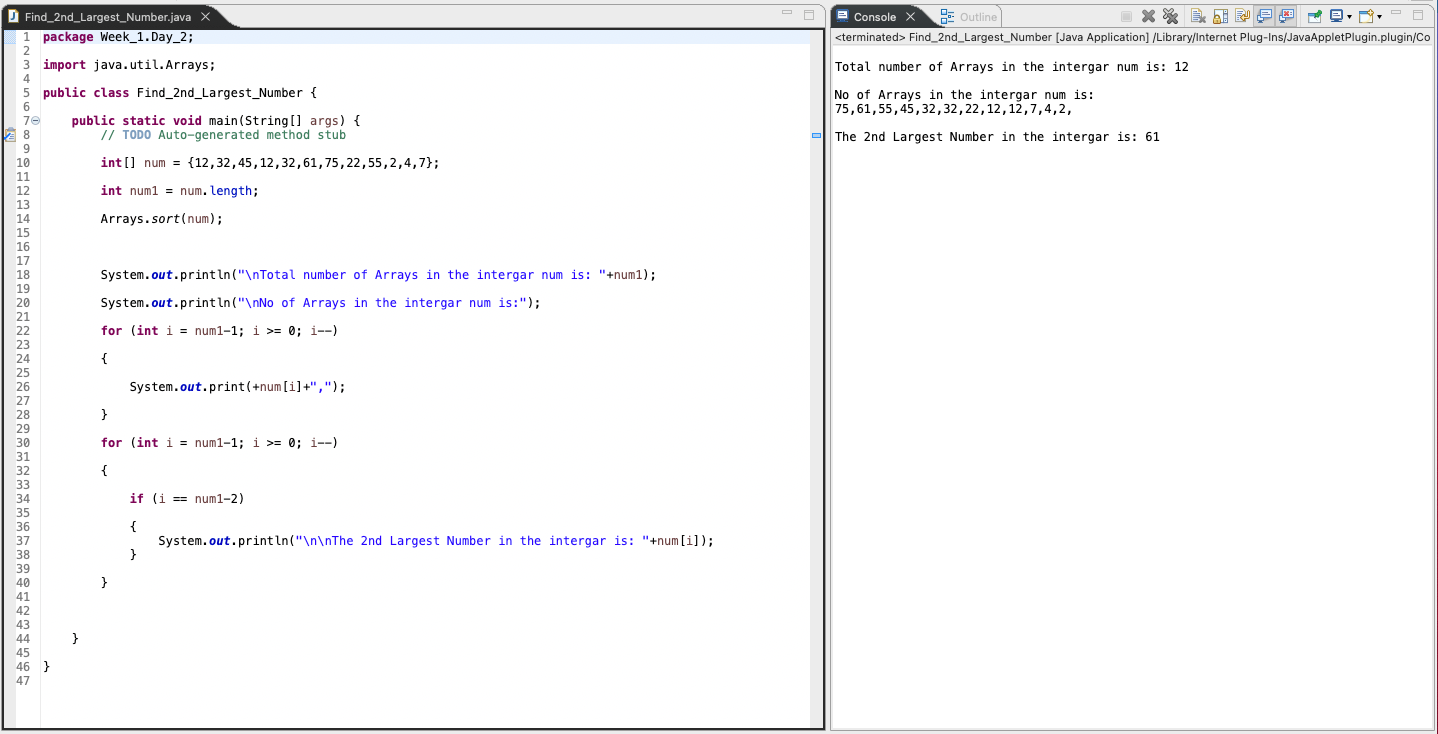 Find_2nd_Largest_Number.java
1 package Week_1.Day_2;
2
3 import java.util.Arrays;
4
5 public class Find_2nd_Largest_Number {
6
7 public static void main(String[] args) {
8 // TODO Auto-generated method stub
9
10 int[] num = {12,32,45,12,32,61,75,22,55,2,4,7};
11
12 int num1 = num.length;
13
14 Arrays.sort(num);
15
16
17
18 System.out.println("\nTotal number of Arrays in the intergar num is: "+num1);
19
20 System.out.println("\nNo of Arrays in the intergar num is:");
21
22 for (int i = num1-1; i >= 0; i--)
23
24 {
25
26 System.out.print(+num[i]+",");
27
28 }
29
30 for (int i = num1-1; i >= 0; i--)
31
32 {
33
34 if (i == num1-2)
35
36 {
37 System.out.println("\n\nThe 2nd Largest Number in the intergar is: "+num[i]);
38 }
39
40 }
41
42
43
44 }
45
46 }
47
Console
Outline
<terminated> Find_2nd_Largest_Number [Java Application] /Library/Internet Plug-Ins/JavaAppletPlugin.plugin/Co
Total number of Arrays in the intergar num is: 12
No of Arrays in the intergar num is:
75,61,55,45,32,32,22,12,12,7,4,2,
The 2nd Largest Number in the intergar is: 61